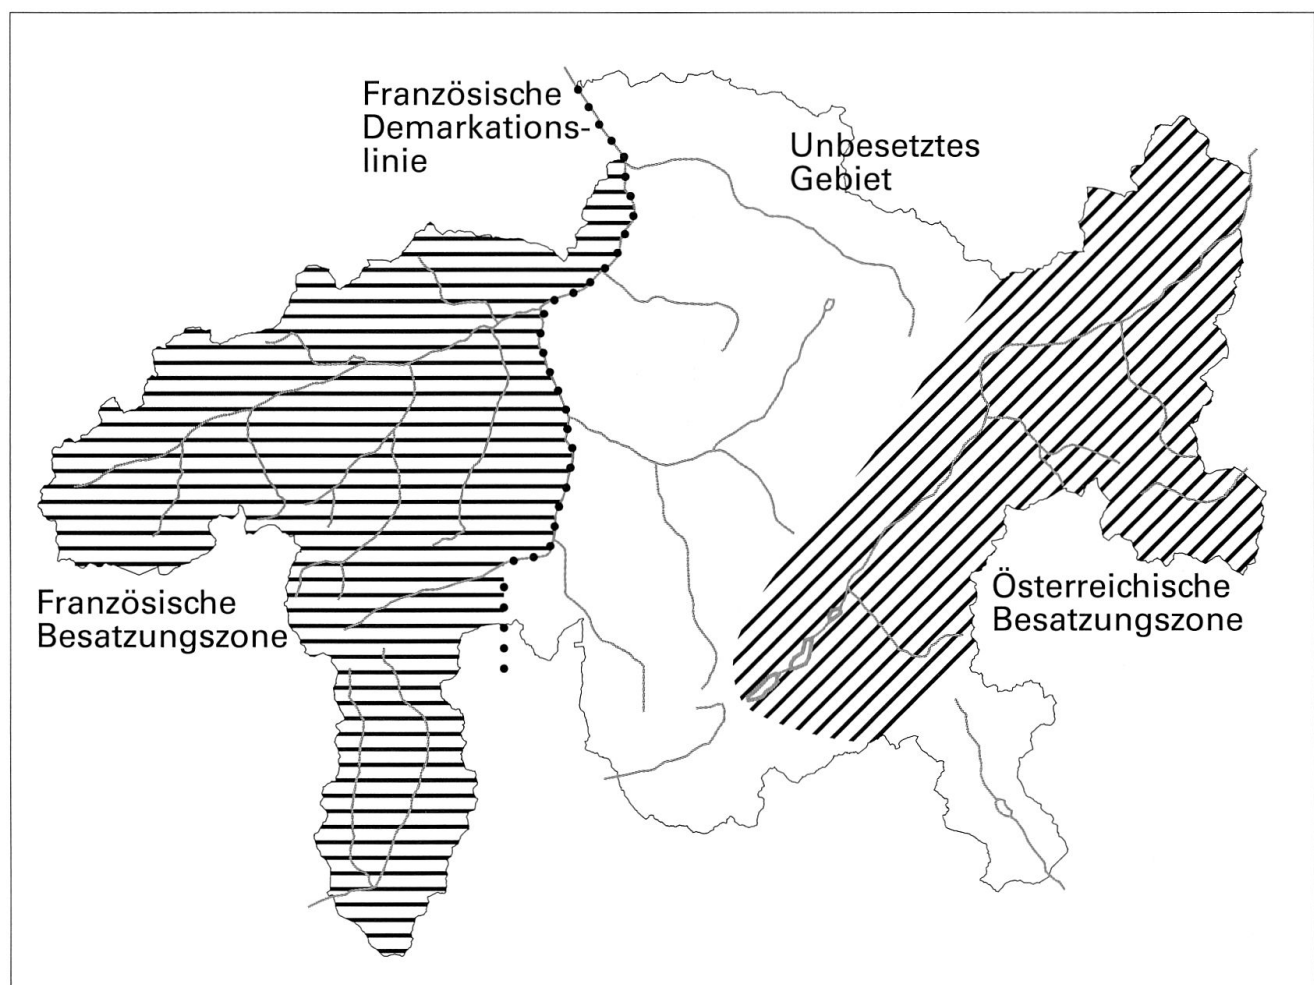 Französische
Demarkations-
linie
Unbesetztes
Gebiet
Französische
Besatzungszone
Österreichische
Besatzungszone